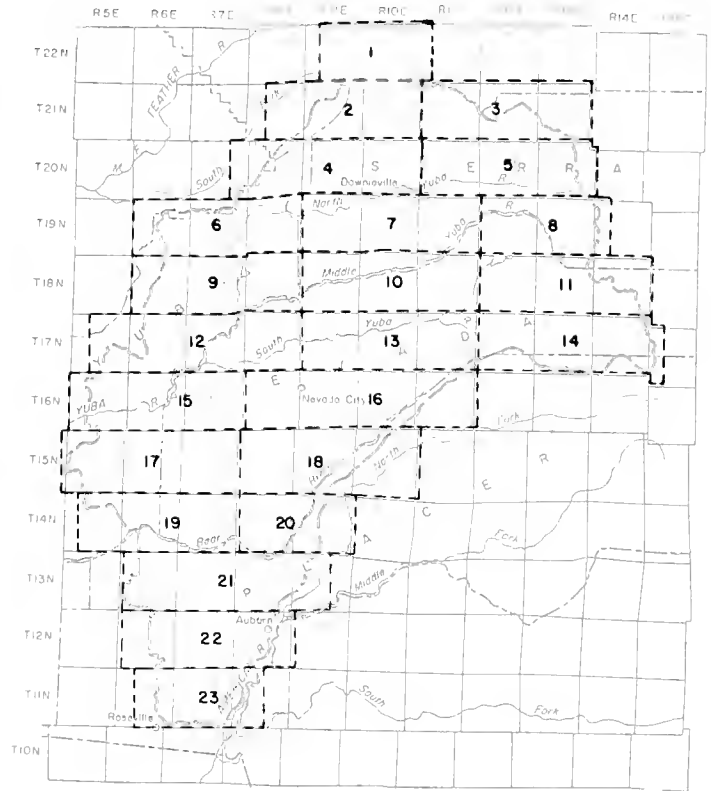 R5E R6E R7E R10E R14E
T22N 1
FEATHER R
T21N 2 3
T20N 4 S E 5 R R A
South Downieville Yuba R
North
T19N 6 7 Yuba R 8
T18N 9 Middle 10 11
T17N 12 South Yuba 13 D A 14
T16N YUBA R 15 E Nevada City 16
T15N 17 18 North R
T14N 19 Bear 20 A C E Fork
T13N 21 P Middle
Auburn
T12N 22
T11N Roseville 23 South Fork
T10N